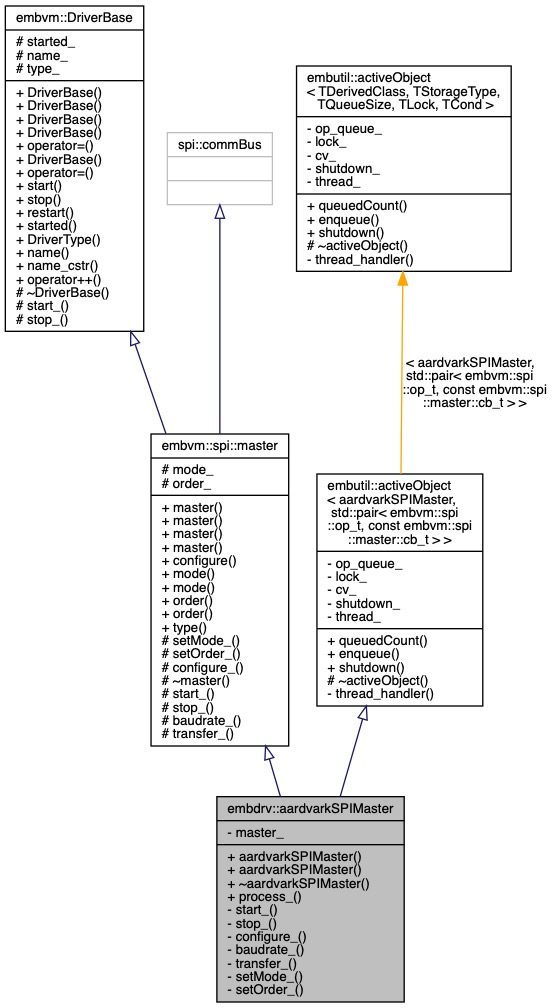 embvm::DriverBase
# started_
# name_
# type_
+ DriverBase()
+ DriverBase()
+ DriverBase()
+ DriverBase()
+ operator=()
+ DriverBase()
+ operator=()
+ start()
+ stop()
+ restart()
+ started()
+ DriverType()
+ name()
+ name_cstr()
+ operator++()
# ~DriverBase()
# start_()
# stop_()
spi::commBus
embutil::activeObject
< TDerivedClass, TStorageType,
TQueueSize, TLock, TCond >
- op_queue_
- lock_
- cv_
- shutdown_
- thread_
+ queuedCount()
+ enqueue()
+ shutdown()
# ~activeObject()
- thread_handler()
< aardvarkSPIMaster,
std::pair< embvm::spi
::op_t, const embvm::spi
::master::cb_t > >
embvm::spi::master
# mode_
# order_
+ master()
+ master()
+ master()
+ master()
+ configure()
+ mode()
+ mode()
+ order()
+ order()
+ type()
# setMode_()
# setOrder_()
# configure_()
# ~master()
# start_()
# stop_()
# baudrate_()
# transfer_()
embutil::activeObject
< aardvarkSPIMaster,
std::pair< embvm::spi
::op_t, const embvm::spi
::master::cb_t > >
- op_queue_
- lock_
- cv_
- shutdown_
- thread_
+ queuedCount()
+ enqueue()
+ shutdown()
# ~activeObject()
- thread_handler()
embdrv::aardvarkSPIMaster
- master_
+ aardvarkSPIMaster()
+ aardvarkSPIMaster()
+ ~aardvarkSPIMaster()
+ process_()
- start_()
- stop_()
- configure_()
- baudrate_()
- transfer_()
- setMode_()
- setOrder_()